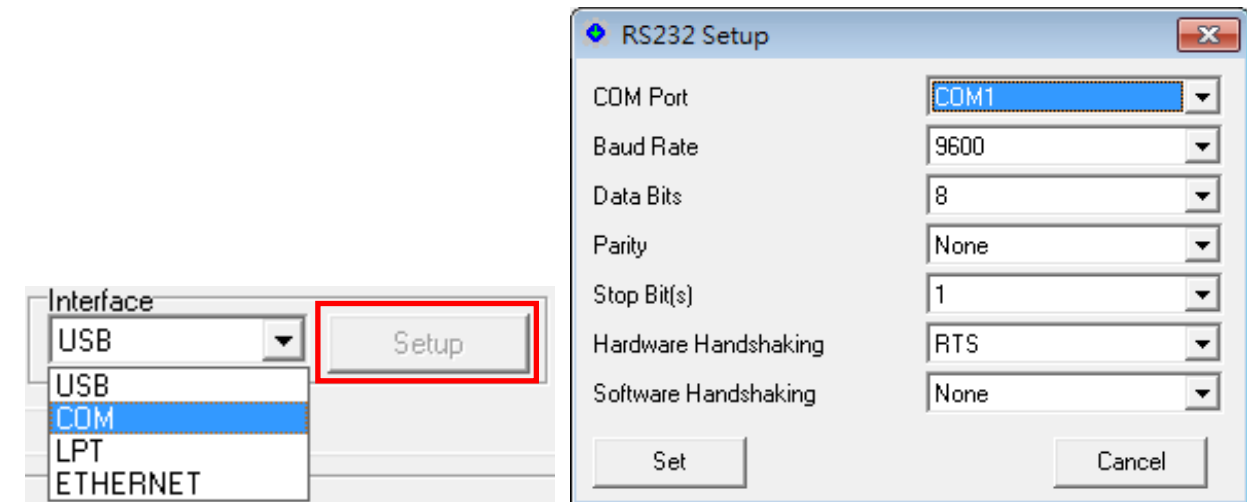 Interface
USB
Setup
USB
COM
LPT
ETHERNET
RS232 Setup
COM Port COM1
Baud Rate 9600
Data Bits 8
Parity None
Stop Bit(s) 1
Hardware Handshaking RTS
Software Handshaking None
Set Cancel